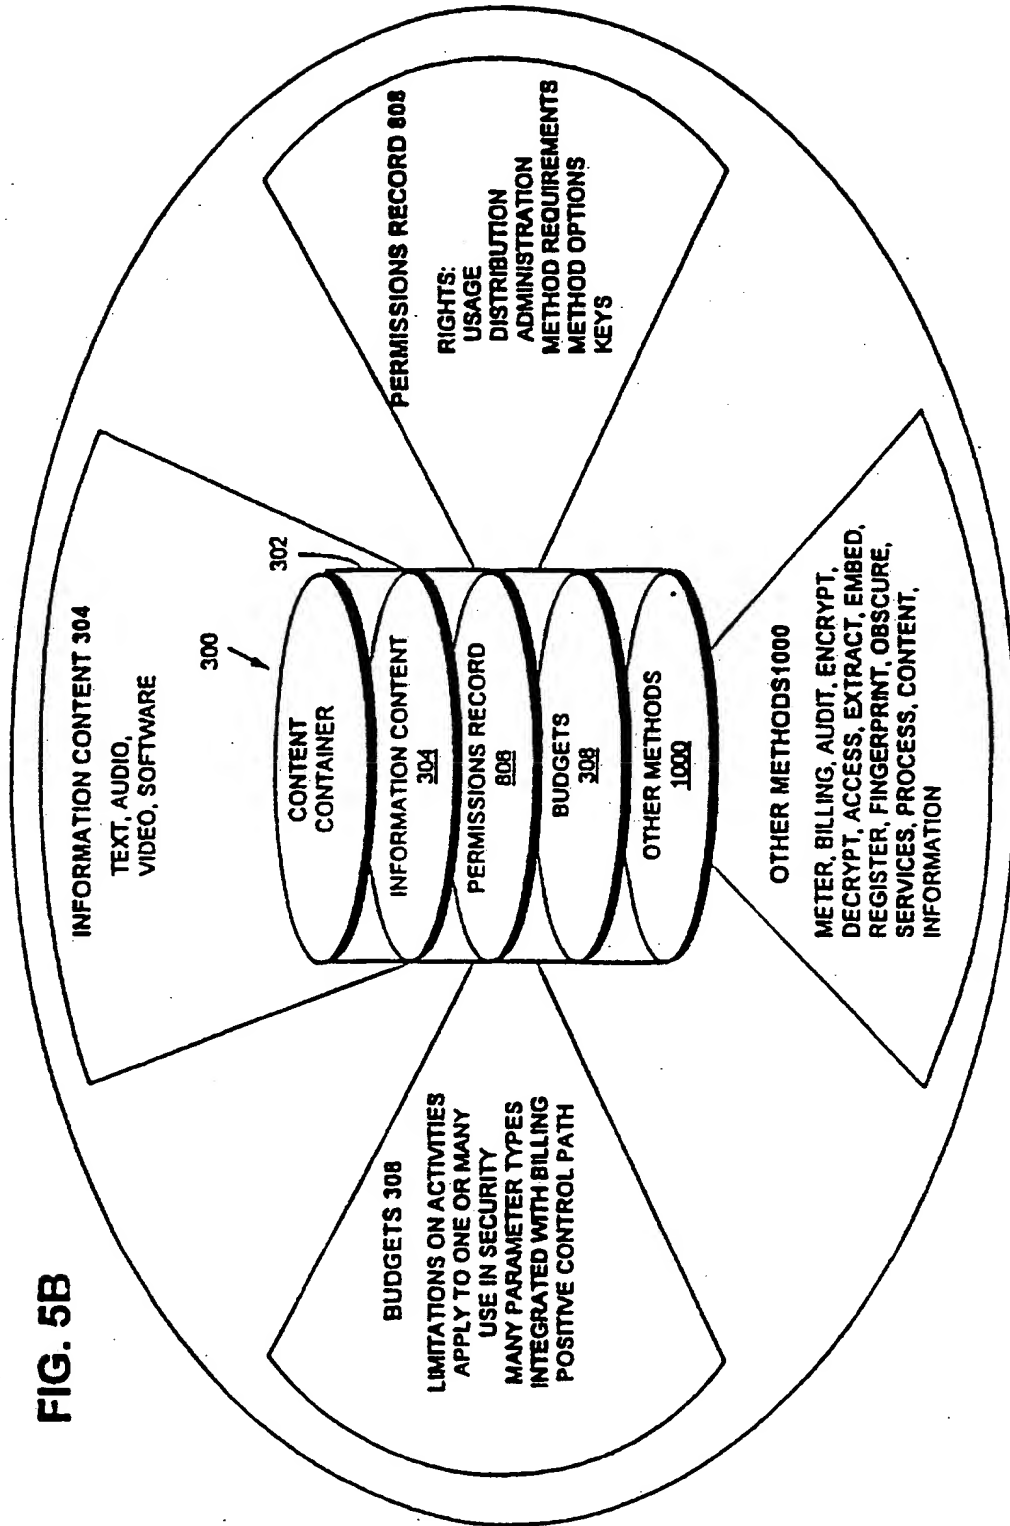 FIG. 5B
INFORMATION CONTENT 304
TEXT, AUDIO,
VIDEO, SOFTWARE
300
302
CONTENT
CONTAINER
INFORMATION CONTENT
304
PERMISSIONS RECORD
808
BUDGETS
308
OTHER METHODS
1000
BUDGETS 308
LIMITATIONS ON ACTIVITIES
APPLY TO ONE OR MANY
USE IN SECURITY
MANY PARAMETER TYPES
INTEGRATED WITH BILLING
POSITIVE CONTROL PATH
PERMISSIONS RECORD 808
RIGHTS:
USAGE
DISTRIBUTION
ADMINISTRATION
METHOD REQUIREMENTS
METHOD OPTIONS
KEYS
OTHER METHODS1000
METER, BILLING, AUDIT, ENCRYPT,
DECRYPT, ACCESS, EXTRACT, EMBED,
REGISTER, FINGERPRINT, OBSCURE,
SERVICES, PROCESS, CONTENT,
INFORMATION